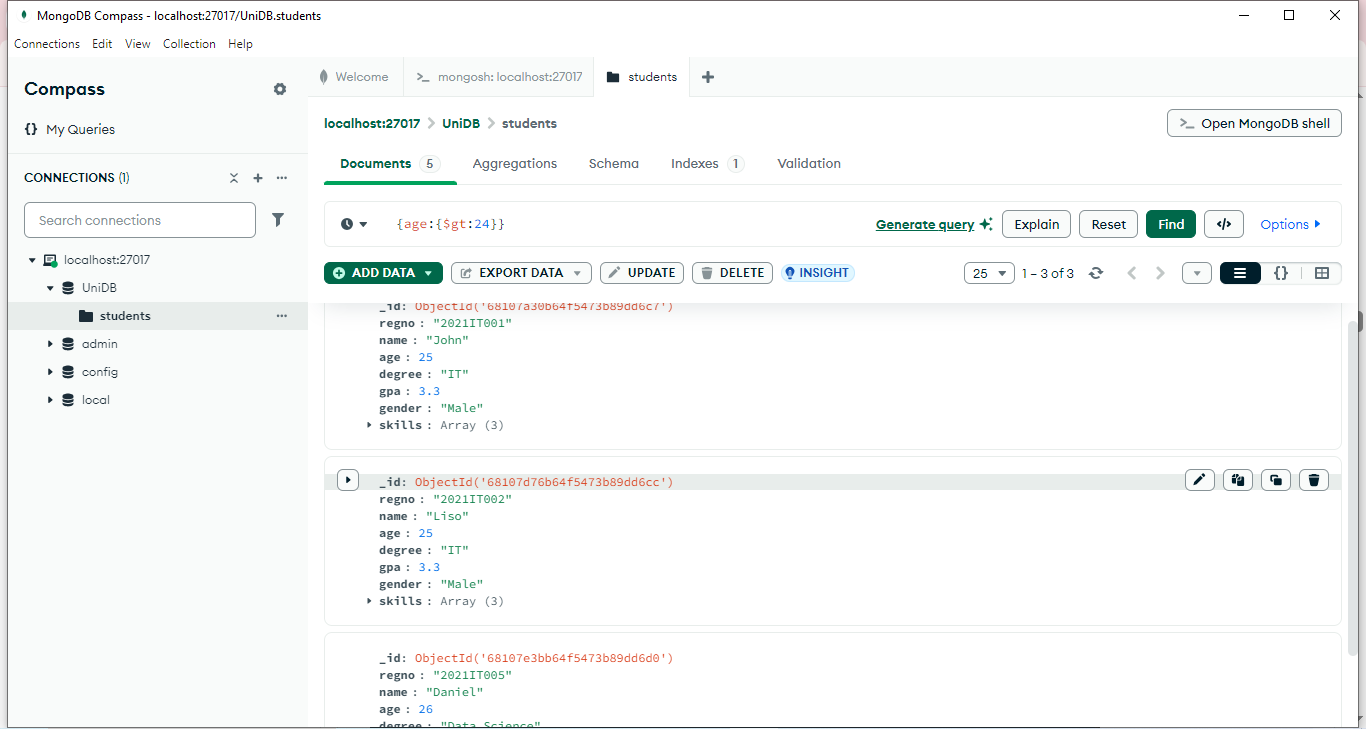 MongoDB Compass - localhost:27017/UniDB.students
Connections Edit View Collection Help
Compass
{} My Queries
CONNECTIONS (1)
Search connections
localhost:27017
UniDB
students
admin
config
local
Welcome
>_ mongosh: localhost:27017
students
localhost:27017 > UniDB > students
>_ Open MongoDB shell
Documents 5 Aggregations Schema Indexes 1 Validation
{age:{$gt:24}}
Generate query Explain Reset Find </> Options
ADD DATA EXPORT DATA UPDATE DELETE INSIGHT 25 1 – 3 of 3 {}
_id: ObjectId('68107a30b64f5473b89dd6c7')
regno : "2021IT001"
name : "John"
age : 25
degree : "IT"
gpa : 3.3
gender : "Male"
skills : Array (3)
_id: ObjectId('68107d76b64f5473b89dd6cc')
regno : "2021IT002"
name : "Liso"
age : 25
degree : "IT"
gpa : 3.3
gender : "Male"
skills : Array (3)
_id: ObjectId('68107e3bb64f5473b89dd6d0')
regno : "2021IT005"
name : "Daniel"
age : 26
degree : "Data Science"